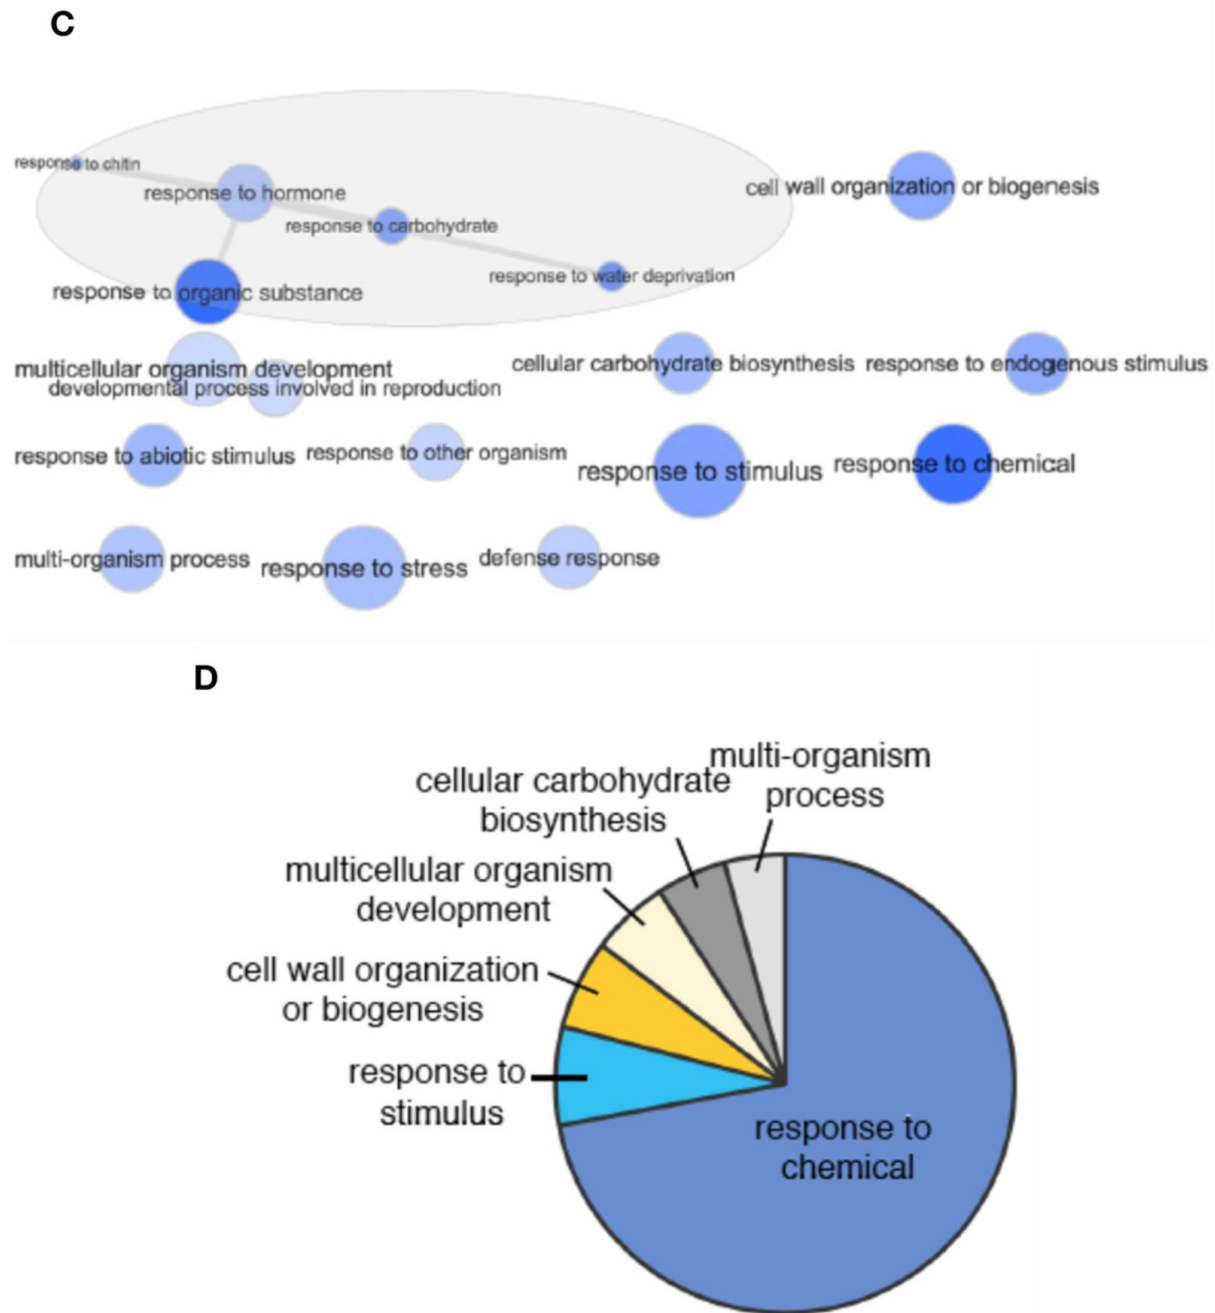 C
response to chitin
response to hormone
response to carbohydrate
response to water deprivation
response to organic substance
cell wall organization or biogenesis
multicellular organism development
developmental process involved in reproduction
cellular carbohydrate biosynthesis
response to endogenous stimulus
response to abiotic stimulus
response to other organism
response to stimulus
response to chemical
multi-organism process
response to stress
defense response
D
multi-organism
process
cellular carbohydrate
biosynthesis
multicellular organism
development
cell wall organization
or biogenesis
response to
stimulus
response to
chemical